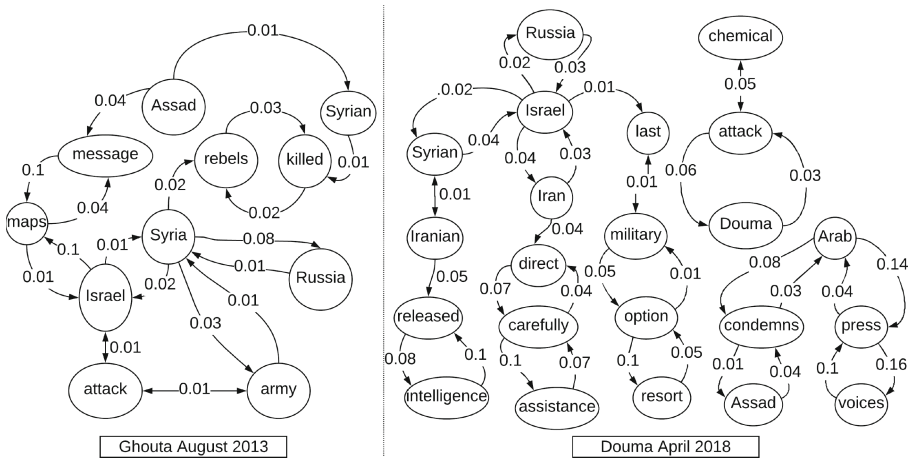 0.01
0.04
Assad
Syrian
message
0.03
rebels
killed
0.01
0.1
0.02
0.04
0.02
maps
Syria
0.08
0.1
0.01
0.01
0.02
0.01
Israel
Russia
0.01
0.03
0.01
attack
0.01
army
Ghouta August 2013
Russia
0.02
0.03
.02
Israel
0.01
0.04
last
Syrian
0.04
0.03
0.01
0.01
Iran
Iranian
0.04
military
direct
0.05
0.05
0.01
0.07
0.04
released
carefully
option
0.08
0.1
0.1
0.07
0.1
0.05
intelligence
assistance
resort
chemical
0.05
attack
0.06
0.03
Douma
Arab
0.08
0.14
0.03
0.04
condemns
press
0.01
0.04
0.1
0.16
Assad
voices
Douma April 2018